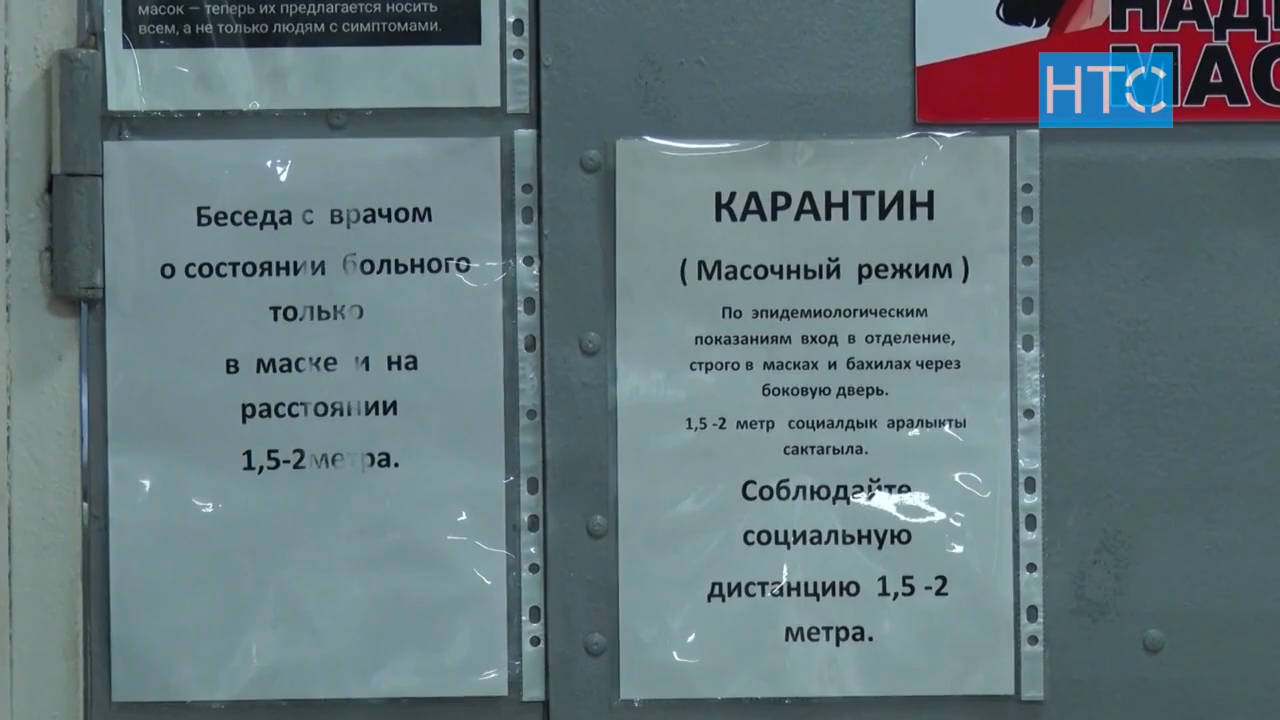 масок — теперь их предлагается носить
всем, а не только людям с симптомами.
Беседа с врачом
о состоянии больного
только
в маске и на
расстоянии
1,5-2 метра.
КАРАНТИН
( Масочный режим )
По эпидемиологическим
показаниям вход в отделение,
строго в масках и бахилах через
боковую дверь.
1,5 -2 метр социалдык аралыкты
сактагыла.
Соблюдайте
социальную
дистанцию 1,5 -2
метра.
НТС